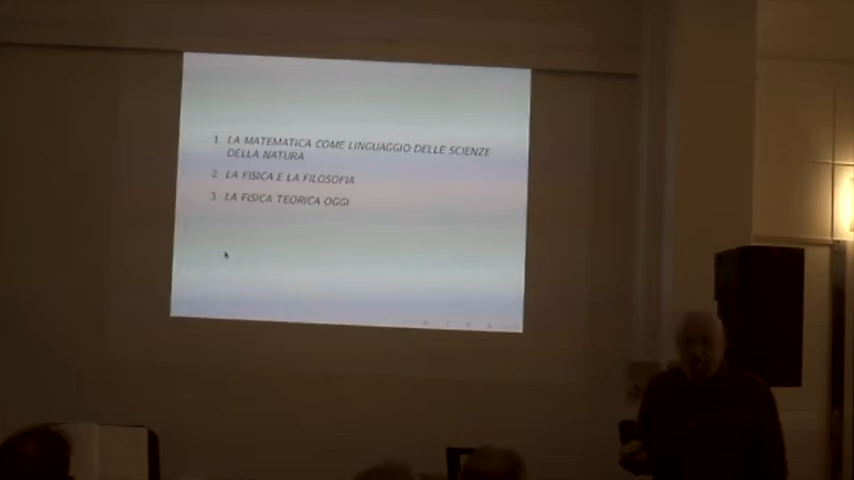 1. LA MATEMATICA COME LINGUAGGIO DELLE SCIENZE
DELLA NATURA
2. LA FISICA E LA FILOSOFIA
3. LA FISICA TEORICA OGGI